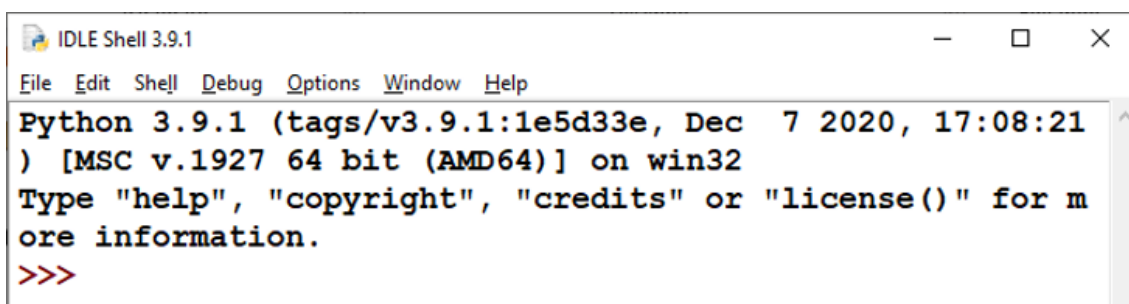 IDLE Shell 3.9.1
File Edit Shell Debug Options Window Help
Python 3.9.1 (tags/v3.9.1:1e5d33e, Dec  7 2020, 17:08:21
) [MSC v.1927 64 bit (AMD64)] on win32
Type "help", "copyright", "credits" or "license()" for m
ore information.
>>>